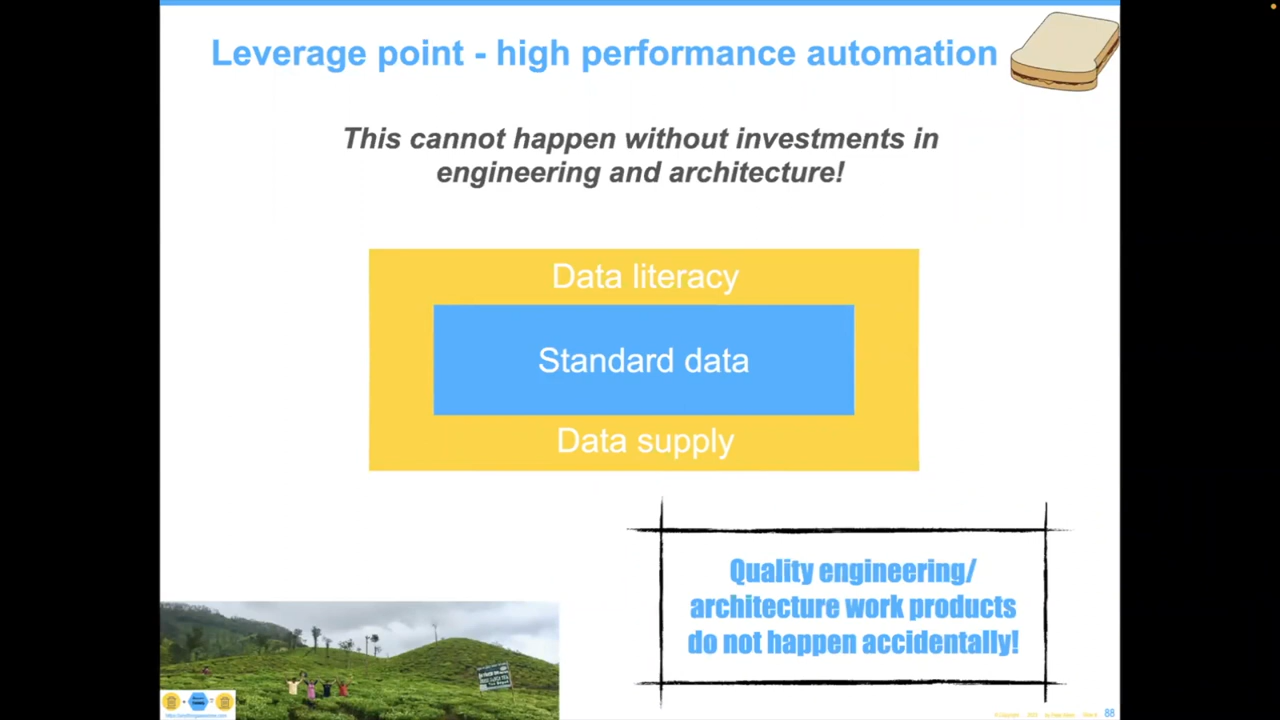 Leverage point - high performance automation
This cannot happen without investments in
engineering and architecture!
Data literacy
Standard data
Data supply
Quality engineering/
architecture work products
do not happen accidentally!
88